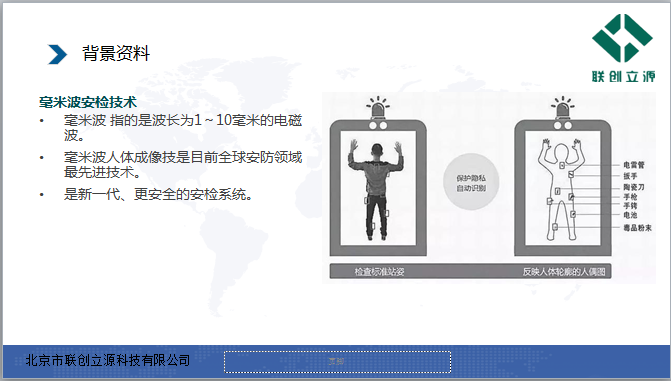 背景资料
联创立源
毫米波安检技术
• 毫米波 指的是波长为1～10毫米的电磁
波。
• 毫米波人体成像技是目前全球安防领域
最先进技术。
• 是新一代、更安全的安检系统。
保护隐私
自动识别
电雷管
扳手
陶瓷刀
手枪
手铐
电池
毒品粉末
检查标准站姿
反映人体轮廓的人偶图
北京市联创立源科技有限公司